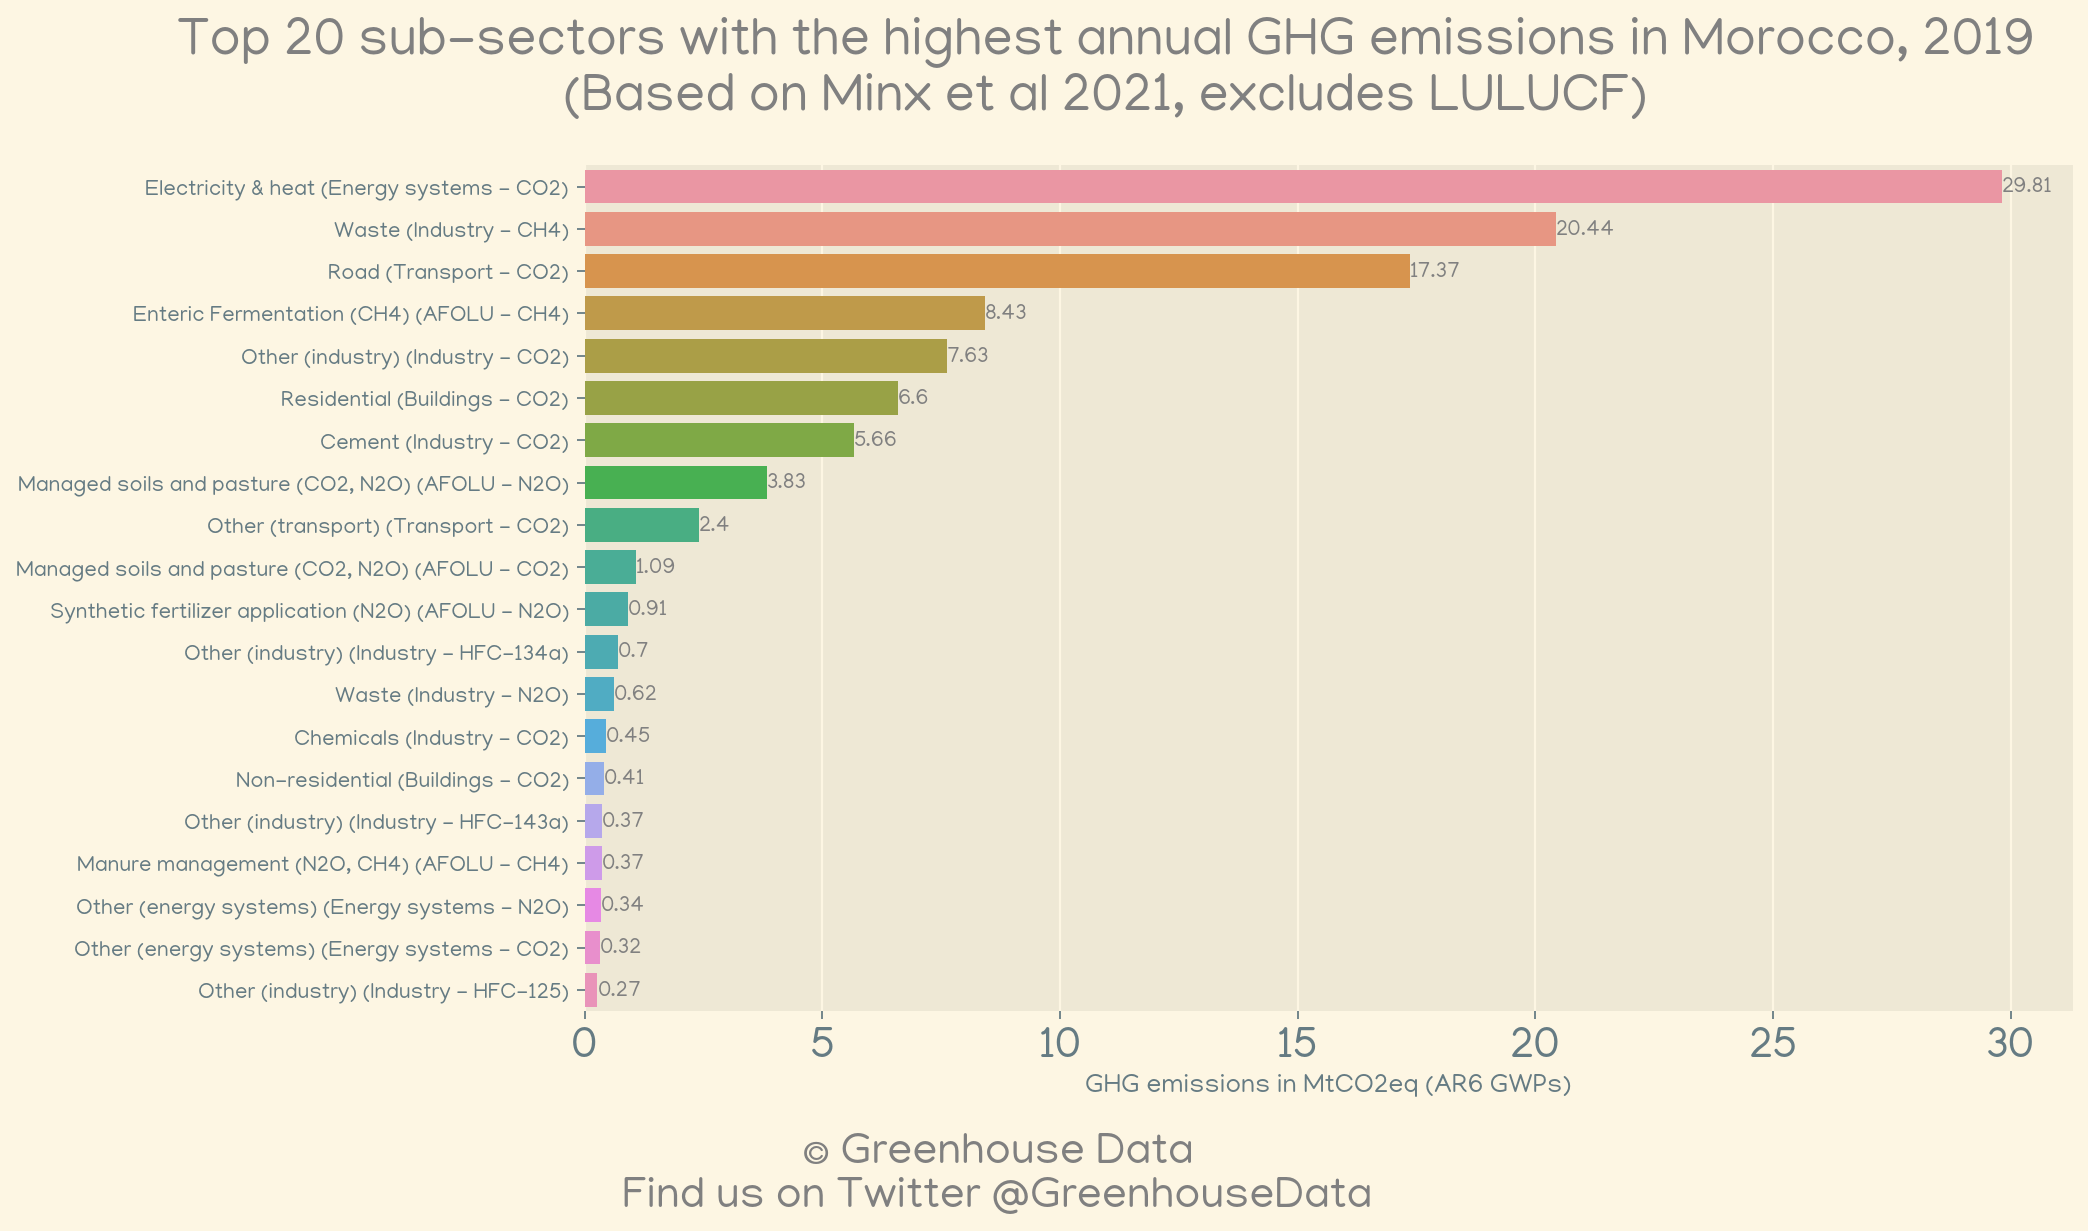 Top 20 sub-sectors with the highest annual GHG emissions in Morocco, 2019
(Based on Minx et al 2021, excludes LULUCF)
Electricity & heat (Energy systems - CO2) 29.81
Waste (Industry - CH4) 20.44
Road (Transport - CO2) 17.37
Enteric Fermentation (CH4) (AFOLU - CH4) 8.43
Other (industry) (Industry - CO2) 7.63
Residential (Buildings - CO2) 6.6
Cement (Industry - CO2) 5.66
Managed soils and pasture (CO2, N2O) (AFOLU - N2O) 3.83
Other (transport) (Transport - CO2) 2.4
Managed soils and pasture (CO2, N2O) (AFOLU - CO2) 1.09
Synthetic fertilizer application (N2O) (AFOLU - N2O) 0.91
Other (industry) (Industry - HFC-134a) 0.7
Waste (Industry - N2O) 0.62
Chemicals (Industry - CO2) 0.45
Non-residential (Buildings - CO2) 0.41
Other (industry) (Industry - HFC-143a) 0.37
Manure management (N2O, CH4) (AFOLU - CH4) 0.37
Other (energy systems) (Energy systems - N2O) 0.34
Other (energy systems) (Energy systems - CO2) 0.32
Other (industry) (Industry - HFC-125) 0.27
0 5 10 15 20 25 30
GHG emissions in MtCO2eq (AR6 GWPs)
© Greenhouse Data
Find us on Twitter @GreenhouseData